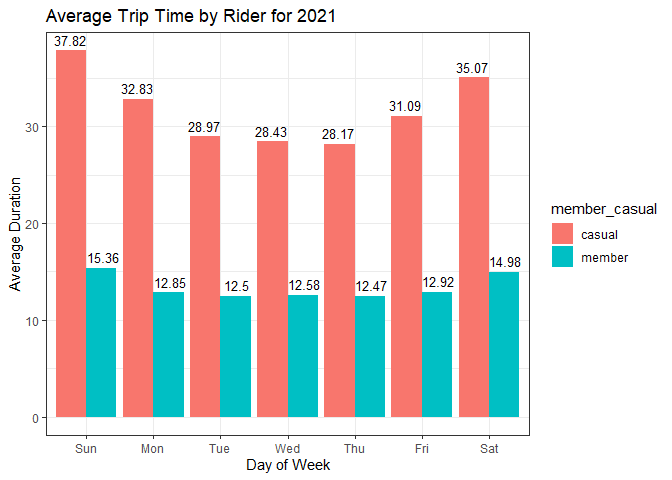 Average Trip Time by Rider for 2021
37.82
32.83
28.97
28.43
28.17
31.09
35.07
15.36
12.85
12.5
12.58
12.47
12.92
14.98
30
20
10
0
Average Duration
Sun Mon Tue Wed Thu Fri Sat
Day of Week
member_casual
casual
member